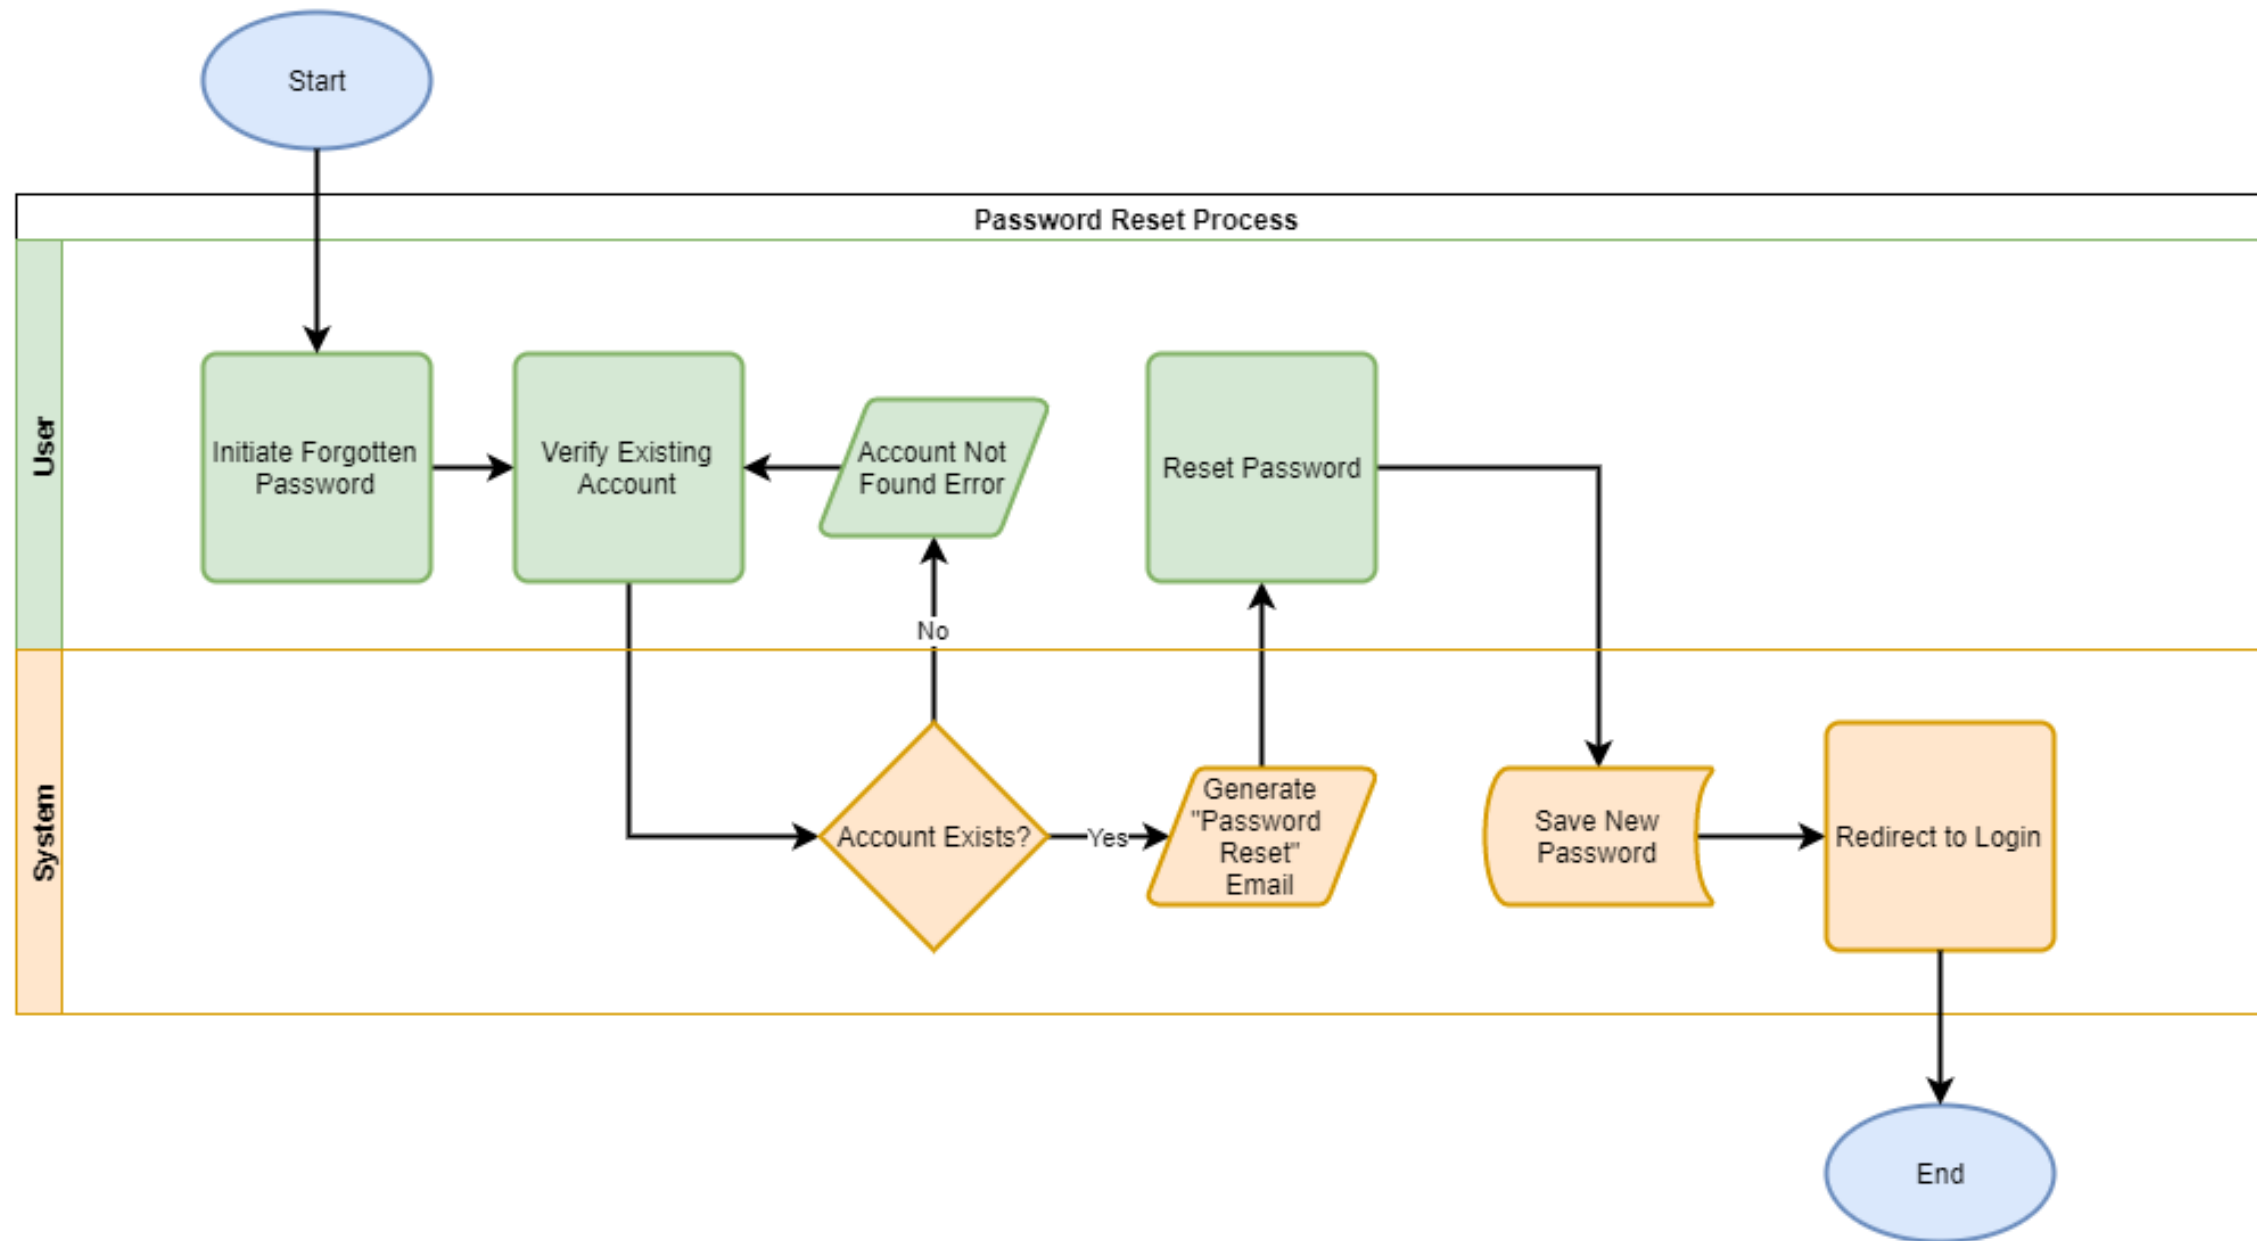 Start
Password Reset Process
User
Initiate Forgotten
Password
Verify Existing
Account
Account Not
Found Error
Reset Password
No
System
Account Exists?
Yes
Generate
"Password
Reset"
Email
Save New
Password
Redirect to Login
End